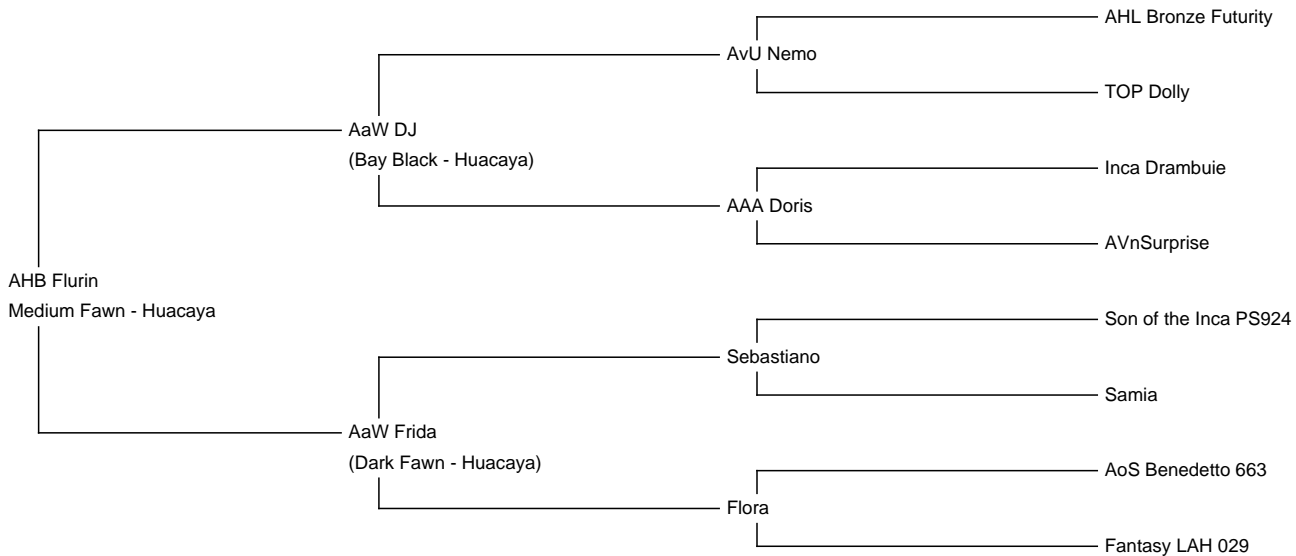 AHL Bronze Futurity
AvU Nemo
TOP Dolly
AaW DJ
(Bay Black - Huacaya)
Inca Drambuie
AAA Doris
AVnSurprise
AHB Flurin
Medium Fawn - Huacaya
Son of the Inca PS924
Sebastiano
Samia
AaW Frida
(Dark Fawn - Huacaya)
AoS Benedetto 663
Flora
Fantasy LAH 029